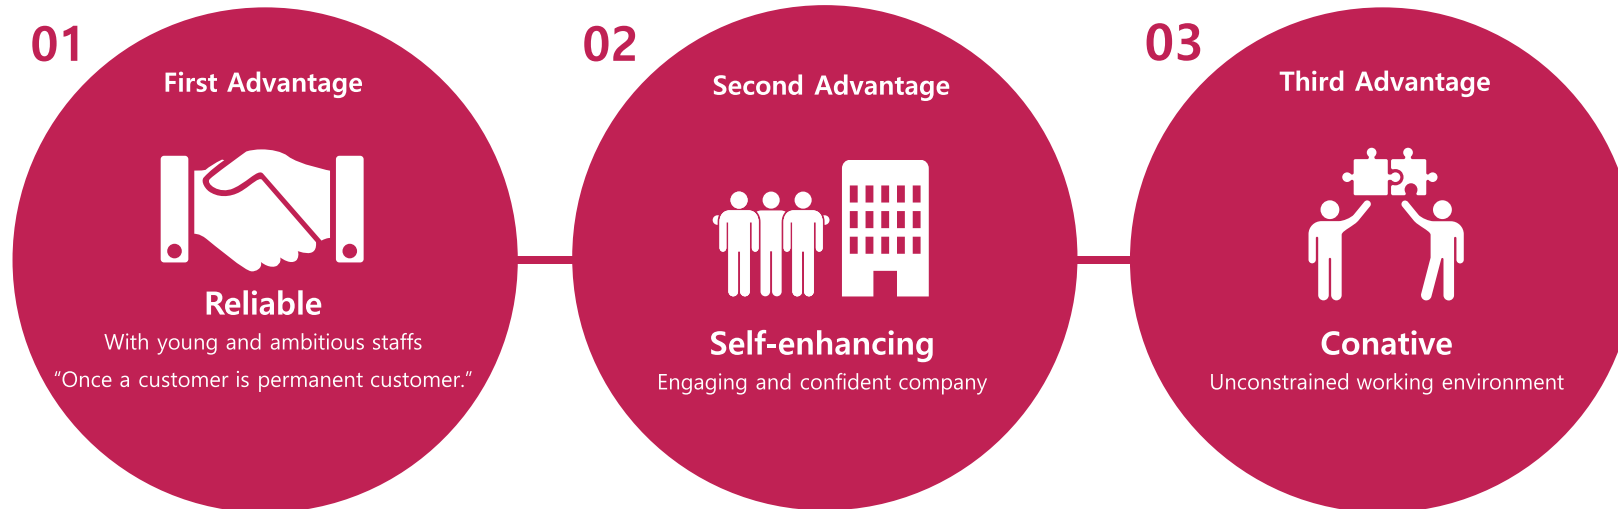 01
First Advantage
Reliable
With young and ambitious staffs
"Once a customer is permanent customer."
02
Second Advantage
Self-enhancing
Engaging and confident company
03
Third Advantage
Conative
Unconstrained working environment